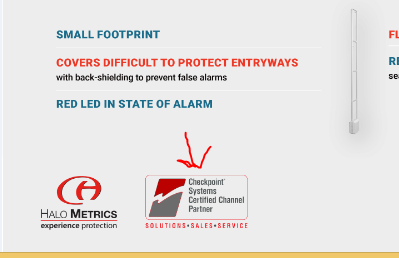 SMALL FOOTPRINT
FL
COVERS DIFFICULT TO PROTECT ENTRYWAYS
with back-shielding to prevent false alarms
RE
sea
RED LED IN STATE OF ALARM
HALO METRICS
experience protection
Checkpoint
Systems
Certified Channel
Partner
SOLUTIONS•SALES•SERVICE